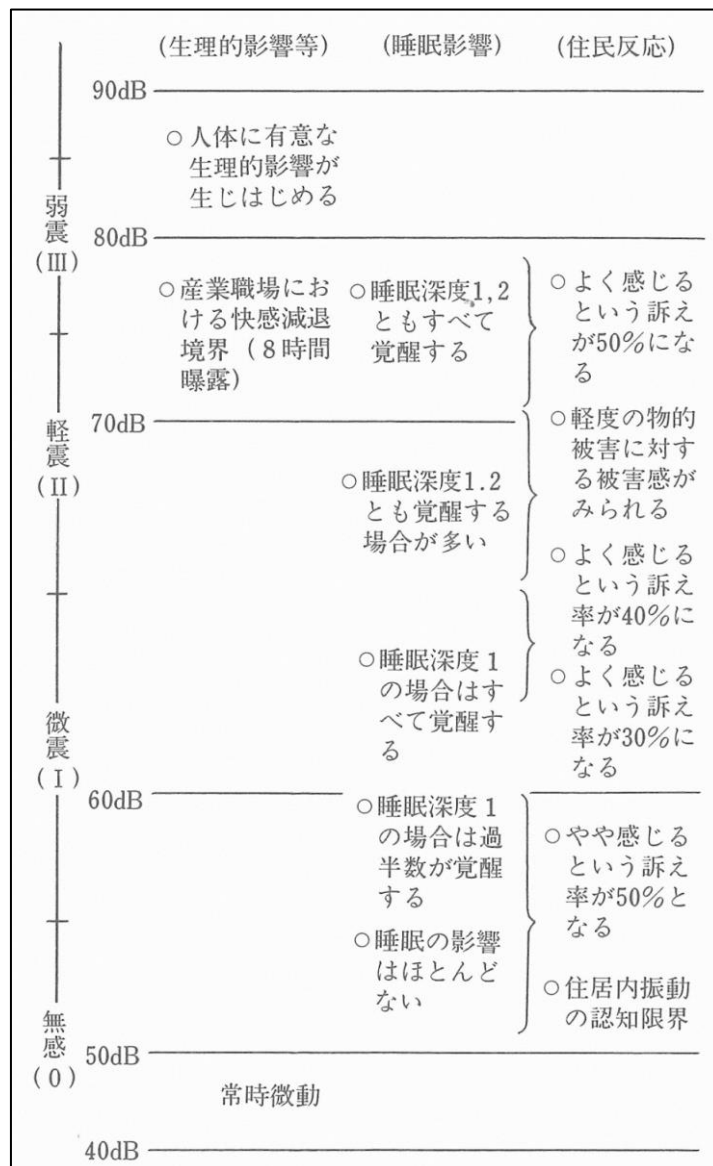 (生理的影響等)
(睡眠影響)
(住民反応)
90dB
○人体に有意な
生理的影響が
生じはじめる
弱震
(III)
80dB
○産業職場にお
ける快感減退
境界（8時間
曝露）
○睡眠深度1,2
ともすべて
覚醒する
○よく感じる
という訴え
が50%にな
る
70dB
軽震
(II)
○睡眠深度1.2
とも覚醒する
場合が多い
○軽度の物的
被害に対す
る被害感が
みられる
○よく感じる
という訴え
率が40%に
なる
○睡眠深度1
の場合はす
べて覚醒す
る
○よく感じる
という訴え
率が30%に
なる
微震
(I)
60dB
○睡眠深度1
の場合は過
半数が覚醒
する
○睡眠の影響
はほとんど
ない
○やや感じる
という訴え
率が50%と
なる
○住居内振動
の認知限界
無感
(0)
50dB
常時微動
40dB